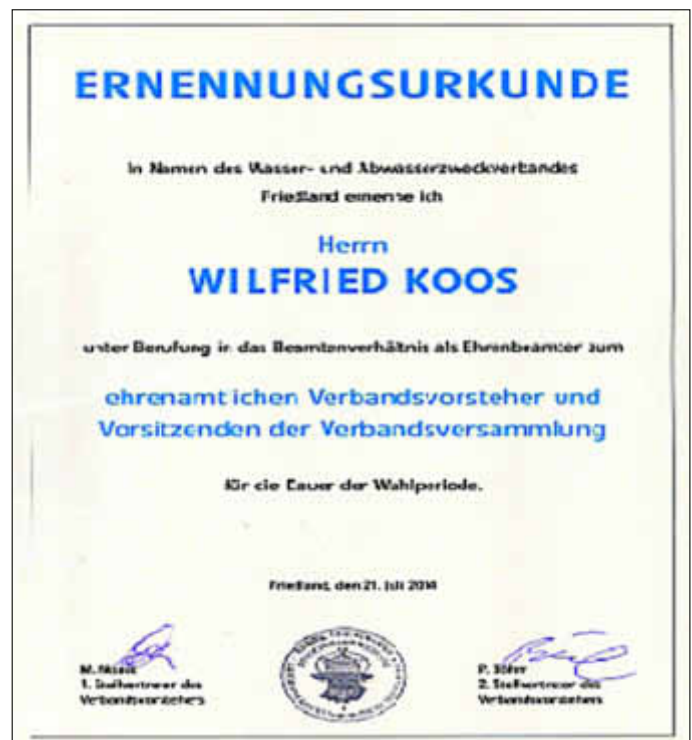 ERNENNUNGSURKUNDE
Im Namen des Wasser- und Abwasserzweckverbandes
Friedland ernenne ich
Herrn
WILFRIED KOOS
unter Berufung in das Beamtenverhältnis als Ehrenbeamter zum
ehrenamtlichen Verbandsvorsteher und
Vorsitzenden der Verbandsversammlung
für die Dauer der Wahlperiode.
Friedland, den 21. Juli 2014
M.
P.
1. Stellvertreter des
Verbandsvorstehers
2. Stellvertreter des
Verbandsvorstehers